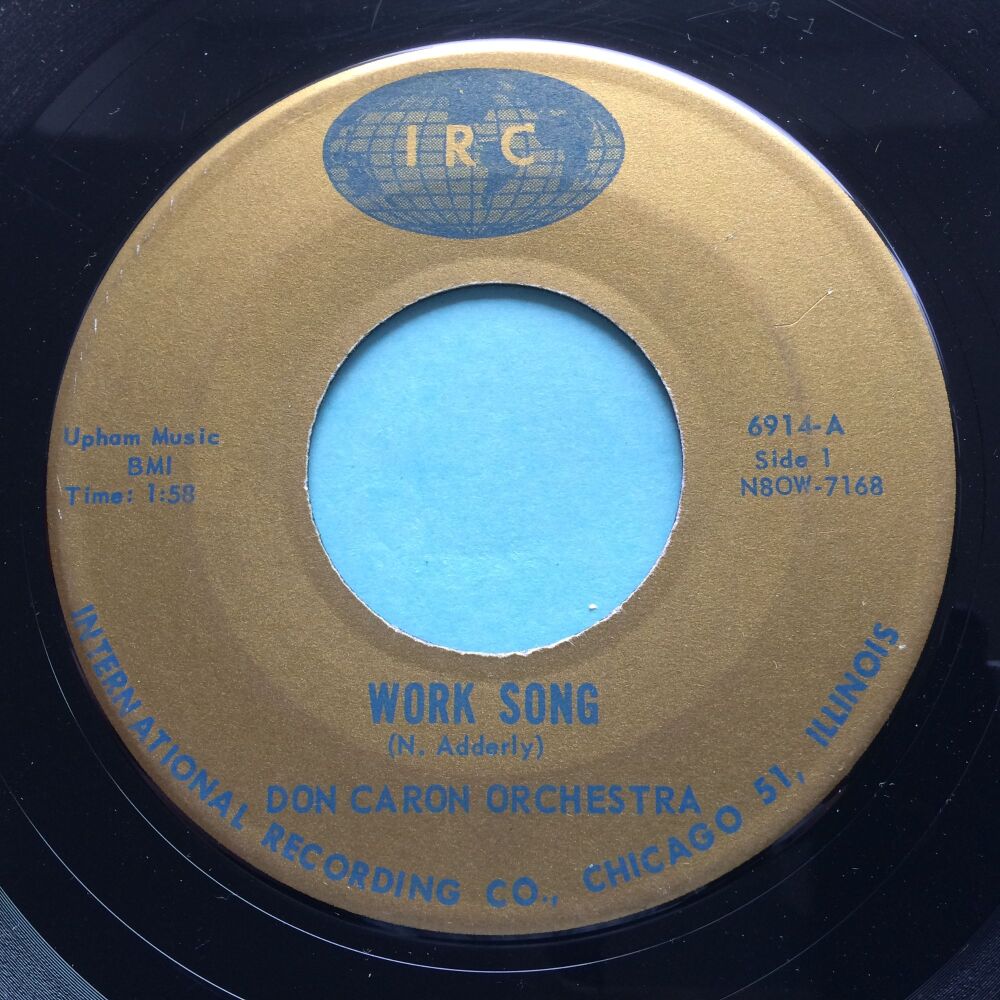 IRC
Upham Music
BMI
Time: 1:58
6914-A
Side 1
N8OW-7168
WORK SONG
(N. Adderly)
DON CARON ORCHESTRA
INTERNATIONAL RECORDING CO., CHICAGO 51, ILLINOIS